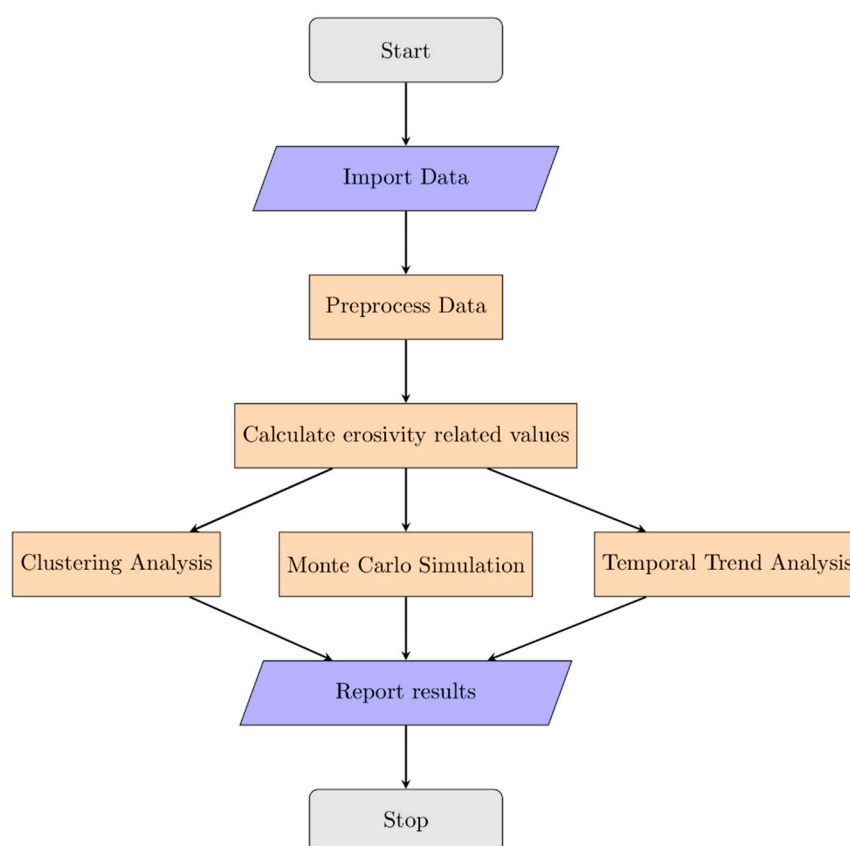 Start
Import Data
Preprocess Data
Calculate erosivity related values
Clustering Analysis
Monte Carlo Simulation
Temporal Trend Analysis
Report results
Stop